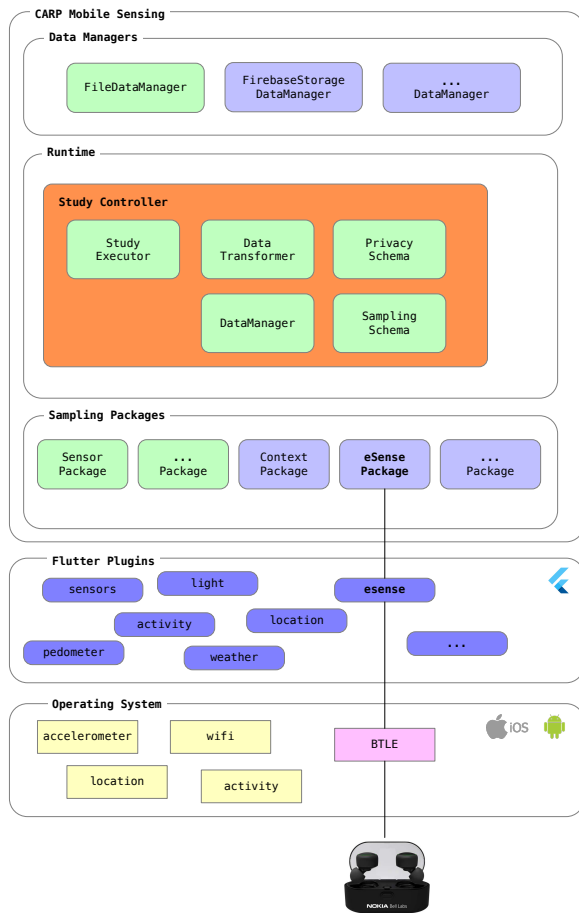 CARP Mobile Sensing
Data Managers
FileDataManager
FirebaseStorage
DataManager
...
DataManager
Runtime
Study Controller
Study
Executor
Data
Transformer
Privacy
Schema
DataManager
Sampling
Schema
Sampling Packages
Sensor
Package
...
Package
Context
Package
eSense
Package
...
Package
Flutter Plugins
sensors
light
esense
activity
location
pedometer
weather
...
Operating System
accelerometer
wifi
BTLE
iOS
location
activity
NOKIA Bell Labs